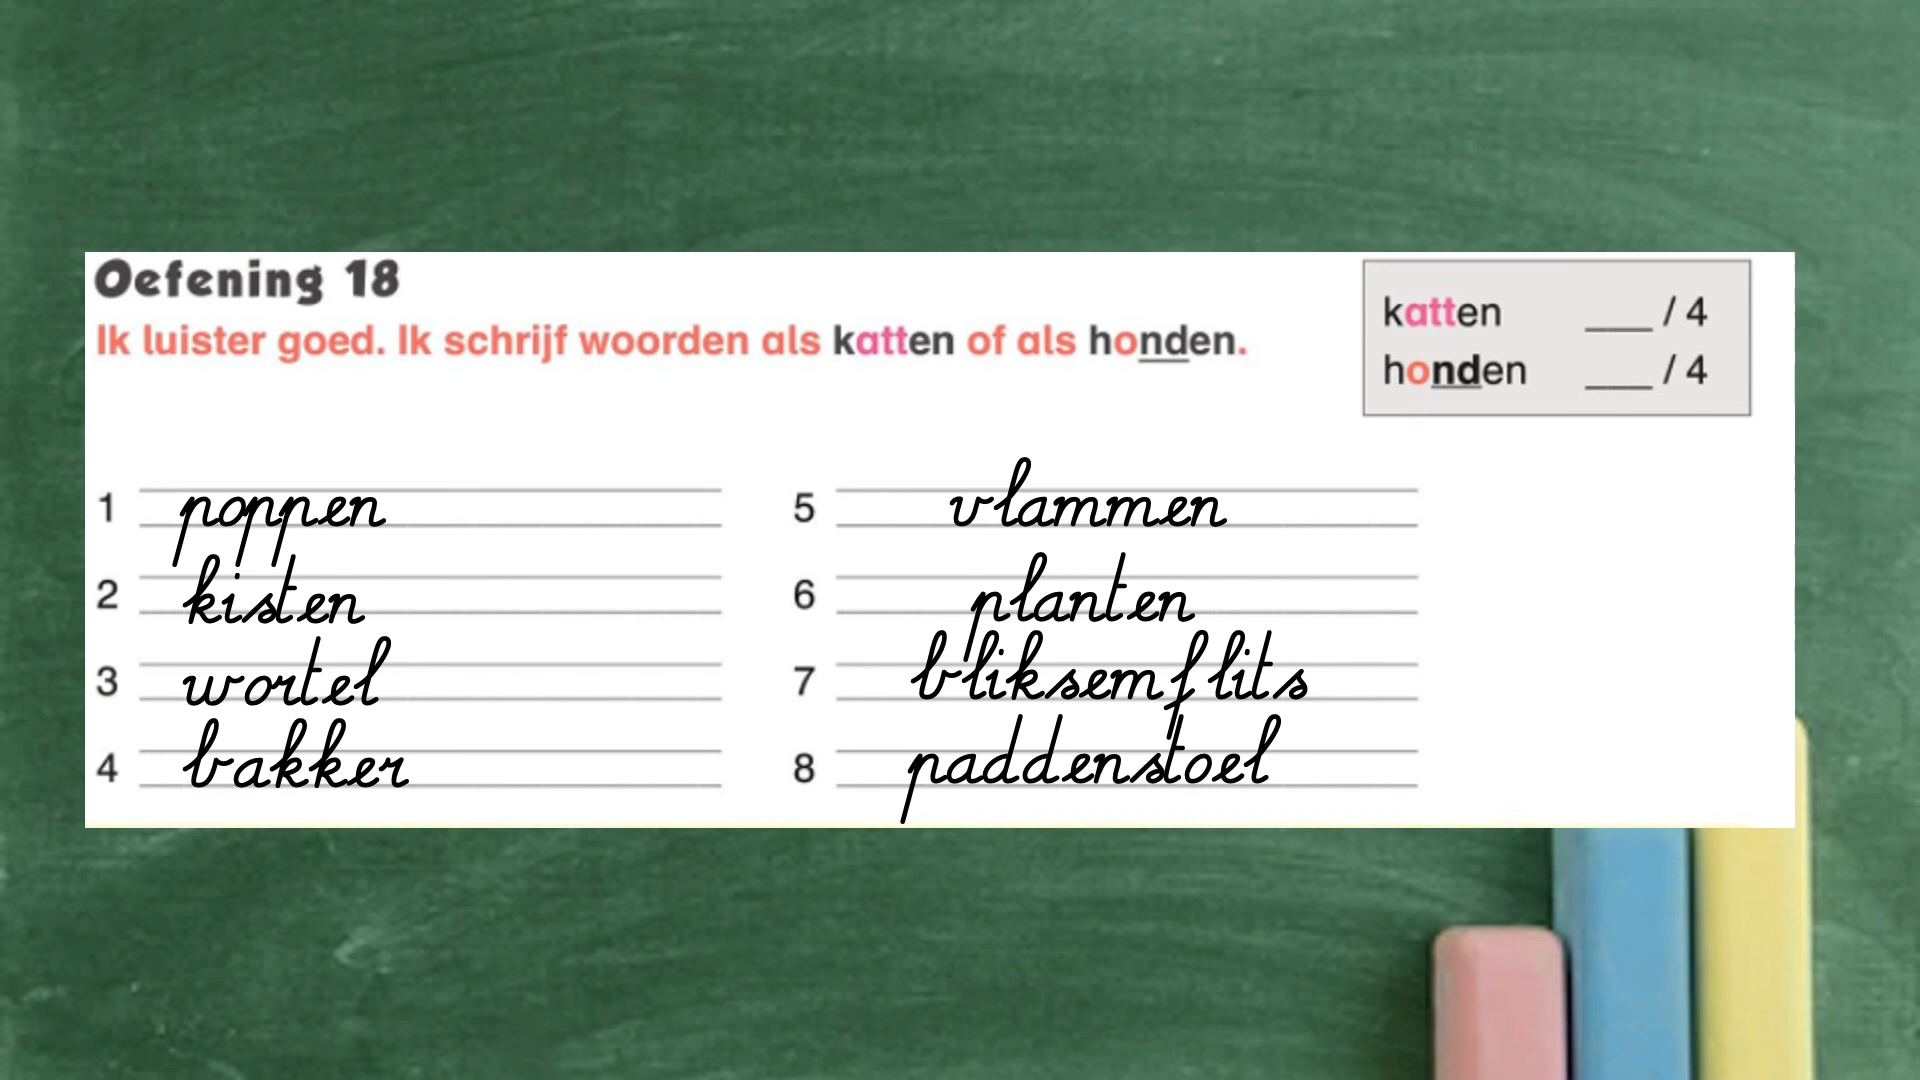 Oefening 18
Ik luister goed. Ik schrijf woorden als katten of als honden.
katten ___ / 4
honden ___ / 4
1 poppen
2 kisten
3 wortel
4 bakker
5 vlammen
6 planten
7 bliksemflits
8 paddenstoel